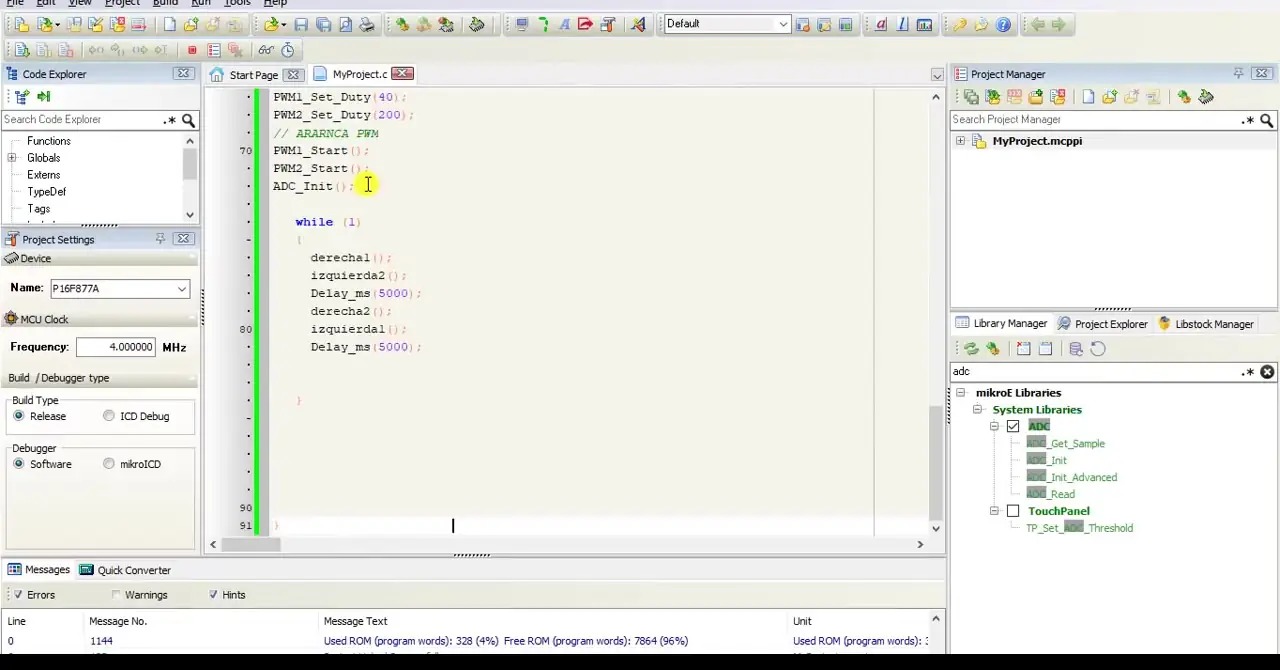 File Edit View Project Build Run Tools Help
Default
Code Explorer
Start Page
MyProject.c
Project Manager
Search Code Explorer
.*
Functions
Globals
Externs
TypeDef
Tags
Project Settings
Device
Name: P16F877A
MCU Clock
Frequency: 4.000000 MHz
Build /Debugger type
Build Type
Release
ICD Debug
Debugger
Software
mikroICD
PWM1_Set_Duty(40);
PWM2_Set_Duty(200);
// ARARNCA PWM
70 PWM1_Start();
PWM2_Start();
ADC_Init();
while (1)
{
derecha1();
izquierda2();
Delay_ms(5000);
derecha2();
80 izquierda1();
Delay_ms(5000);
}
90
91 }
Search Project Manager
.*
MyProject.mcppi
Library Manager
Project Explorer
Libstock Manager
adc
.*
mikroE Libraries
System Libraries
ADC
ADC_Get_Sample
ADC_Init
ADC_Init_Advanced
ADC_Read
TouchPanel
TP_Set_ADC_Threshold
Messages
Quick Converter
Errors
Warnings
Hints
Line
Message No.
Message Text
Unit
0
1144
Used ROM (program words): 328 (4%) Free ROM (program words): 7864 (96%)
Used ROM (program words): 3